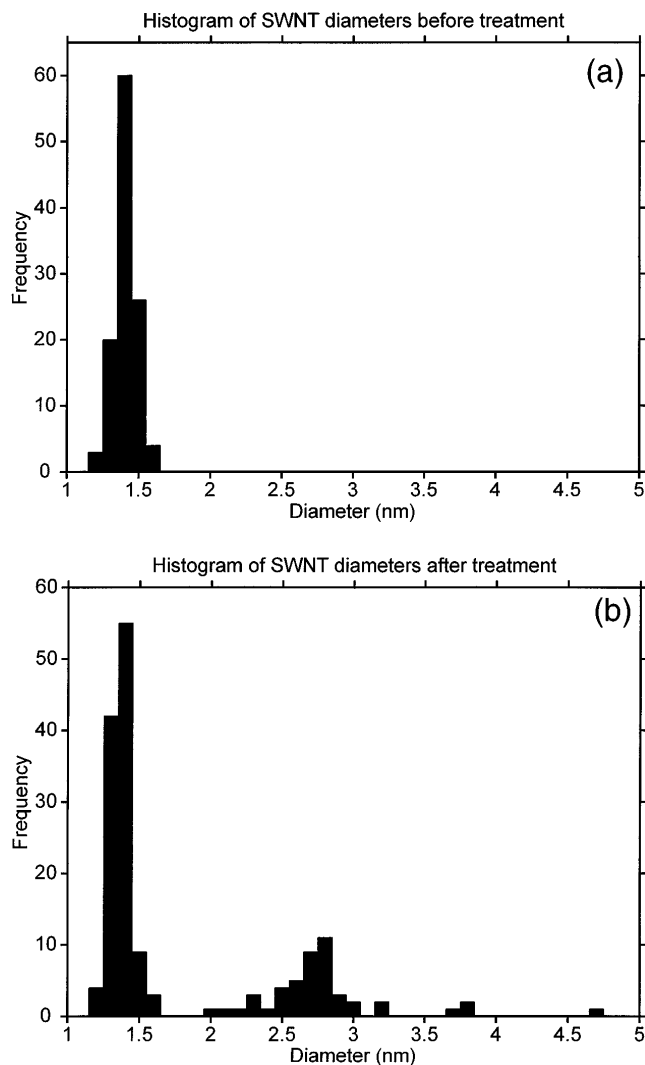 Histogram of SWNT diameters before treatment
(a)
60
50
40
30
20
10
0
Frequency
1 1.5 2 2.5 3 3.5 4 4.5 5
Diameter (nm)
Histogram of SWNT diameters after treatment
(b)
60
50
40
30
20
10
0
Frequency
1 1.5 2 2.5 3 3.5 4 4.5 5
Diameter (nm)